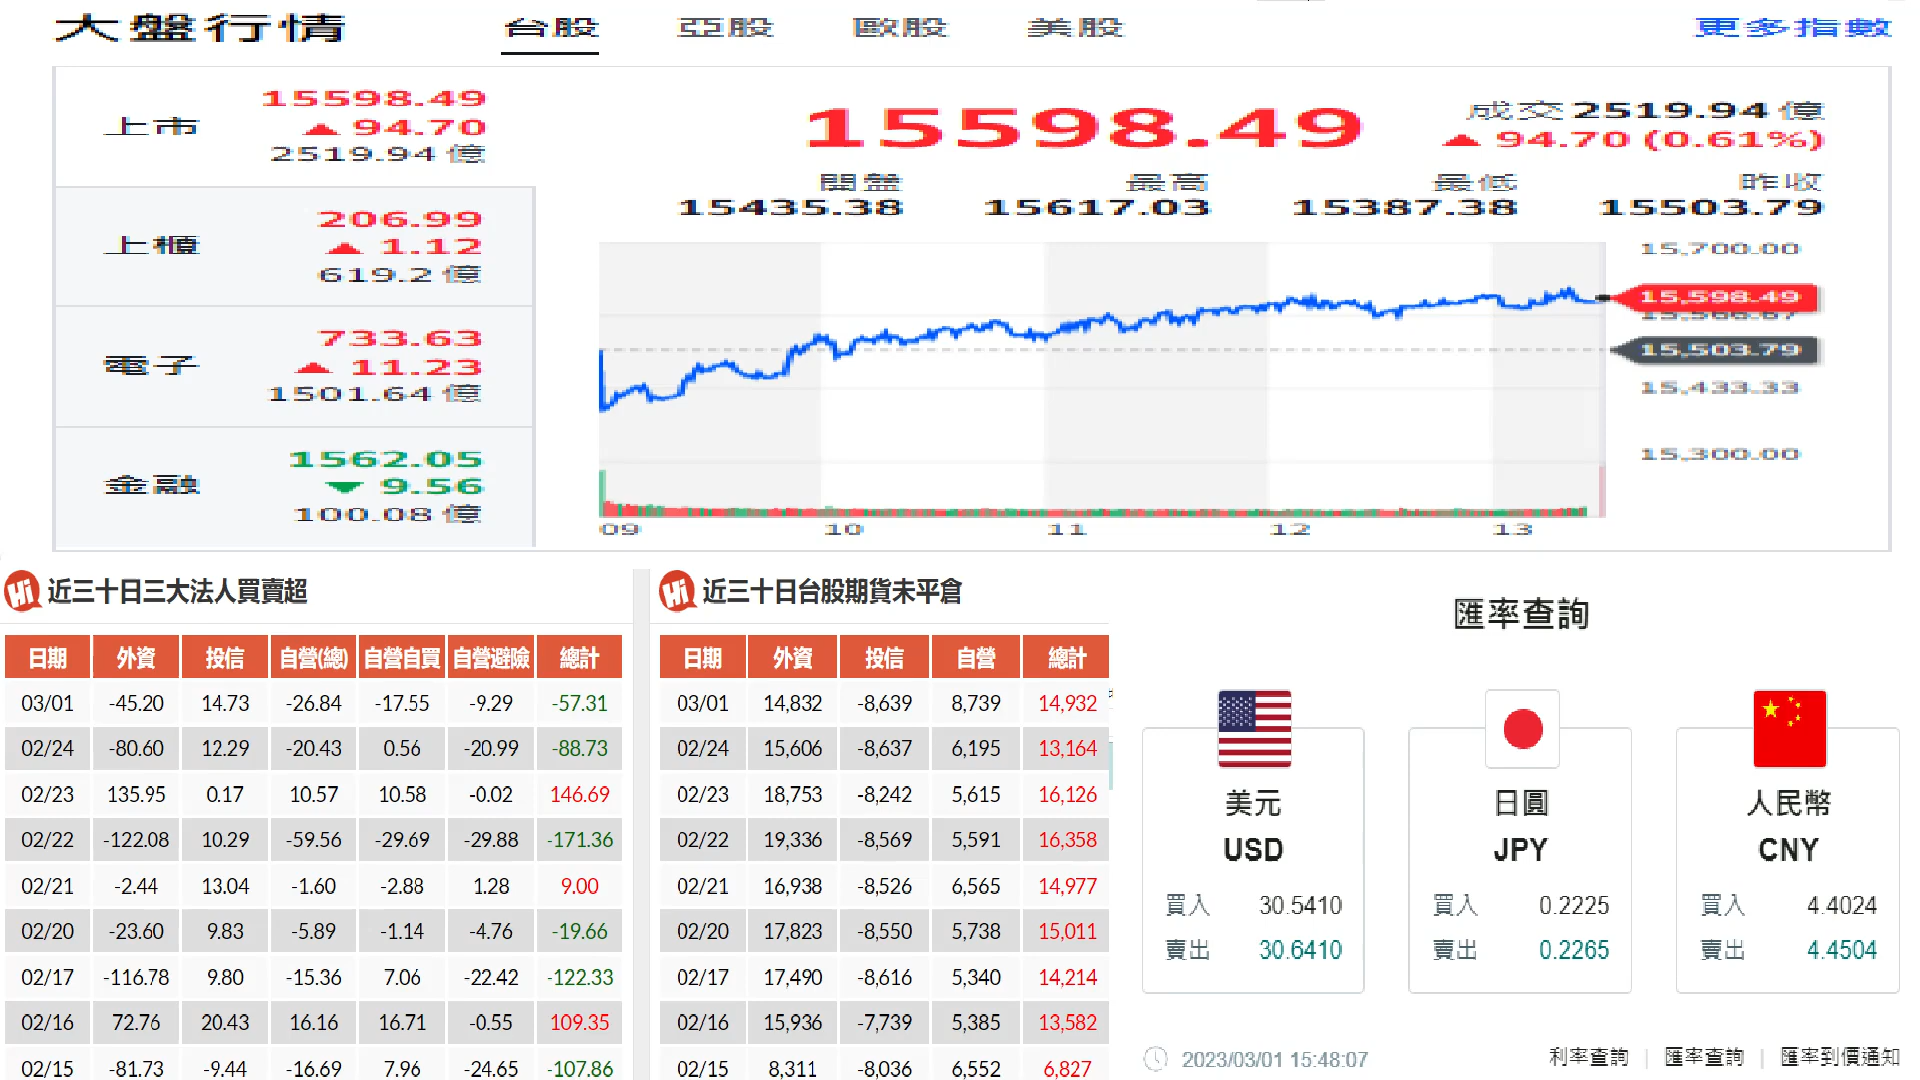 大盤行情 台股 亞股 歐股 美股 更多指數
上市 15598.49 ▲ 94.70 2519.94 億
上櫃 206.99 ▲ 1.12 619.2 億
電子 733.63 ▲ 11.23 1501.64 億
金融 1562.05 ▼ 9.56 100.08 億
15598.49
成交 2519.94 億
▲ 94.70 (0.61%)
開盤 最高 最低 昨收
15435.38 15617.03 15387.38 15503.79
15,700.00
15,598.49
15,566.67
15,503.79
15,433.33
15,300.00
09 10 11 12 13
Hi 近三十日三大法人買賣超
日期 外資 投信 自營(總) 自營自買 自營避險 總計
03/01 -45.20 14.73 -26.84 -17.55 -9.29 -57.31
02/24 -80.60 12.29 -20.43 0.56 -20.99 -88.73
02/23 135.95 0.17 10.57 10.58 -0.02 146.69
02/22 -122.08 10.29 -59.56 -29.69 -29.88 -171.36
02/21 -2.44 13.04 -1.60 -2.88 1.28 9.00
02/20 -23.60 9.83 -5.89 -1.14 -4.76 -19.66
02/17 -116.78 9.80 -15.36 7.06 -22.42 -122.33
02/16 72.76 20.43 16.16 16.71 -0.55 109.35
02/15 -81.73 -9.44 -16.69 7.96 -24.65 -107.86
Hi 近三十日台股期貨未平倉
日期 外資 投信 自營 總計
03/01 14,832 -8,639 8,739 14,932
02/24 15,606 -8,637 6,195 13,164
02/23 18,753 -8,242 5,615 16,126
02/22 19,336 -8,569 5,591 16,358
02/21 16,938 -8,526 6,565 14,977
02/20 17,823 -8,550 5,738 15,011
02/17 17,490 -8,616 5,340 14,214
02/16 15,936 -7,739 5,385 13,582
02/15 8,311 -8,036 6,552 6,827
匯率查詢
美元
USD
買入 30.5410
賣出 30.6410
日圓
JPY
買入 0.2225
賣出 0.2265
人民幣
CNY
買入 4.4024
賣出 4.4504
2023/03/01 15:48:07 利率查詢 | 匯率查詢 | 匯率到價通知